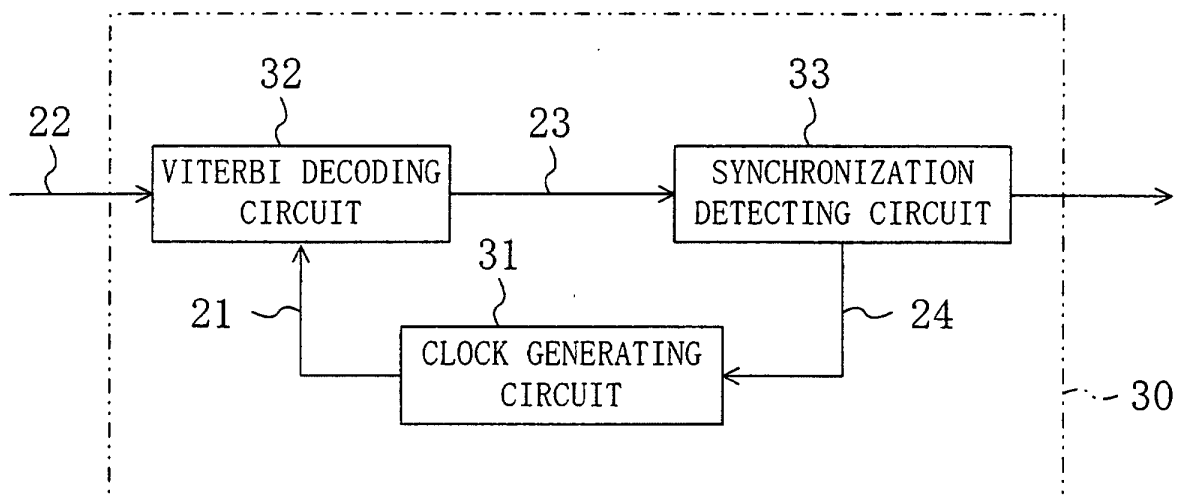 32
33
22
23
VITERBI DECODING
CIRCUIT
SYNCHRONIZATION
DETECTING CIRCUIT
31
21
24
CLOCK GENERATING
CIRCUIT
30